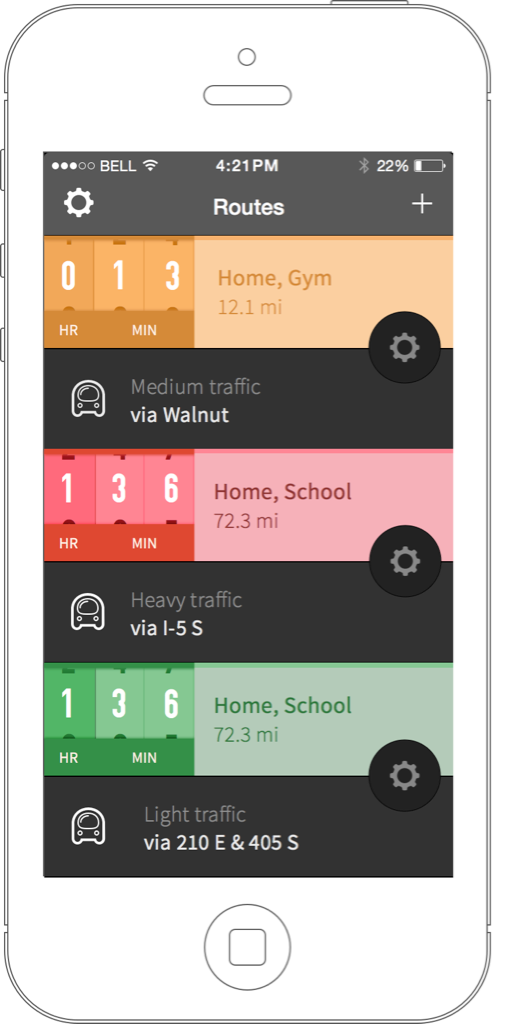 BELL 4:21PM 22%
Routes
0 1 3 Home, Gym
12.1 mi
HR MIN
Medium traffic
via Walnut
1 3 6 Home, School
72.3 mi
HR MIN
Heavy traffic
via I-5 S
1 3 6 Home, School
72.3 mi
HR MIN
Light traffic
via 210 E & 405 S